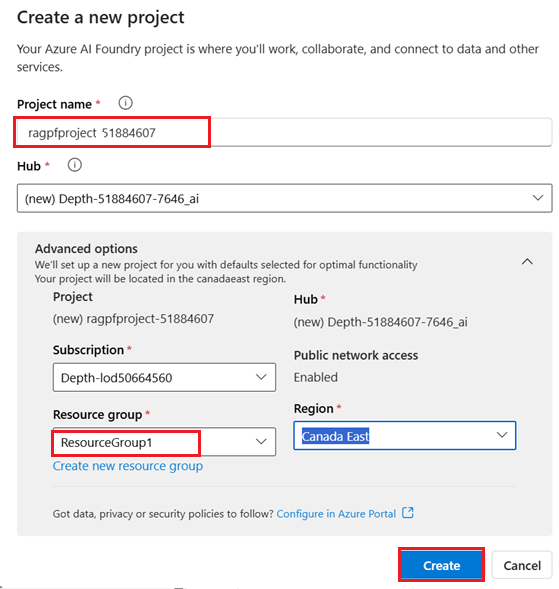 Create a new project
Your Azure AI Foundry project is where you'll work, collaborate, and connect to data and other
services.
Project name *
ragpfproject 51884607
Hub *
(new) Depth-51884607-7646_ai
Advanced options
We'll set up a new project for you with defaults selected for optimal functionality
Your project will be located in the canadaeast region.
Project
(new) ragpfproject-51884607
Hub *
(new) Depth-51884607-7646_ai
Subscription *
Depth-lod50664560
Public network access
Enabled
Resource group *
ResourceGroup1
Create new resource group
Region *
Canada East
Got data, privacy or security policies to follow? Configure in Azure Portal
Create
Cancel